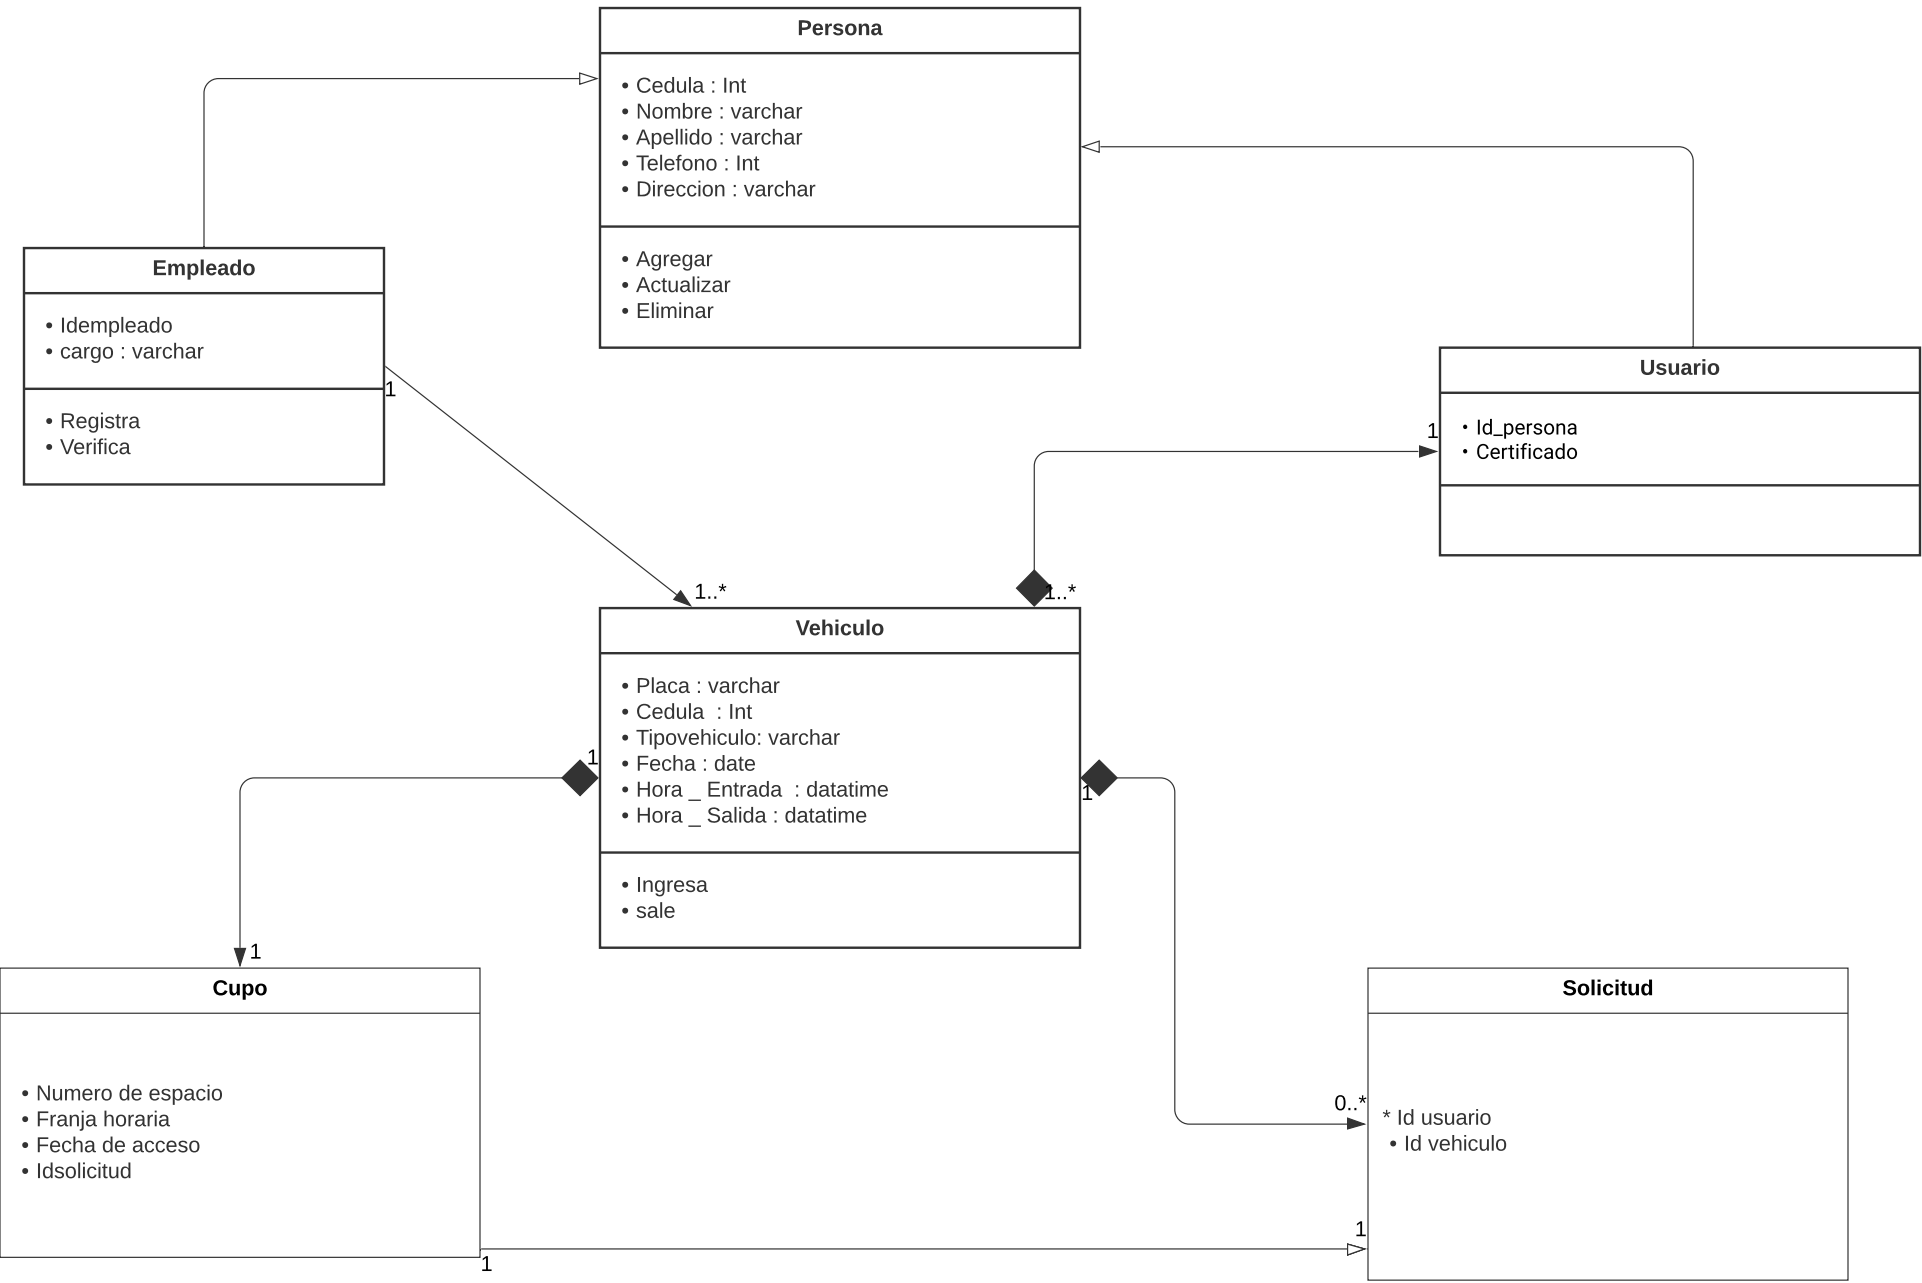 Persona
• Cedula : Int
• Nombre : varchar
• Apellido : varchar
• Telefono : Int
• Direccion : varchar
• Agregar
• Actualizar
• Eliminar
Empleado
• Idempleado
• cargo : varchar
• Registra
• Verifica
1
1..*
Usuario
• Id_persona
• Certificado
1
1..*
Vehiculo
• Placa : varchar
• Cedula  : Int
• Tipovehiculo: varchar
• Fecha : date
• Hora _ Entrada  : datatime
• Hora _ Salida : datatime
• Ingresa
• sale
1
1
1
0..*
Cupo
• Numero de espacio
• Franja horaria
• Fecha de acceso
• Idsolicitud
Solicitud
* Id usuario
• Id vehiculo
1
1